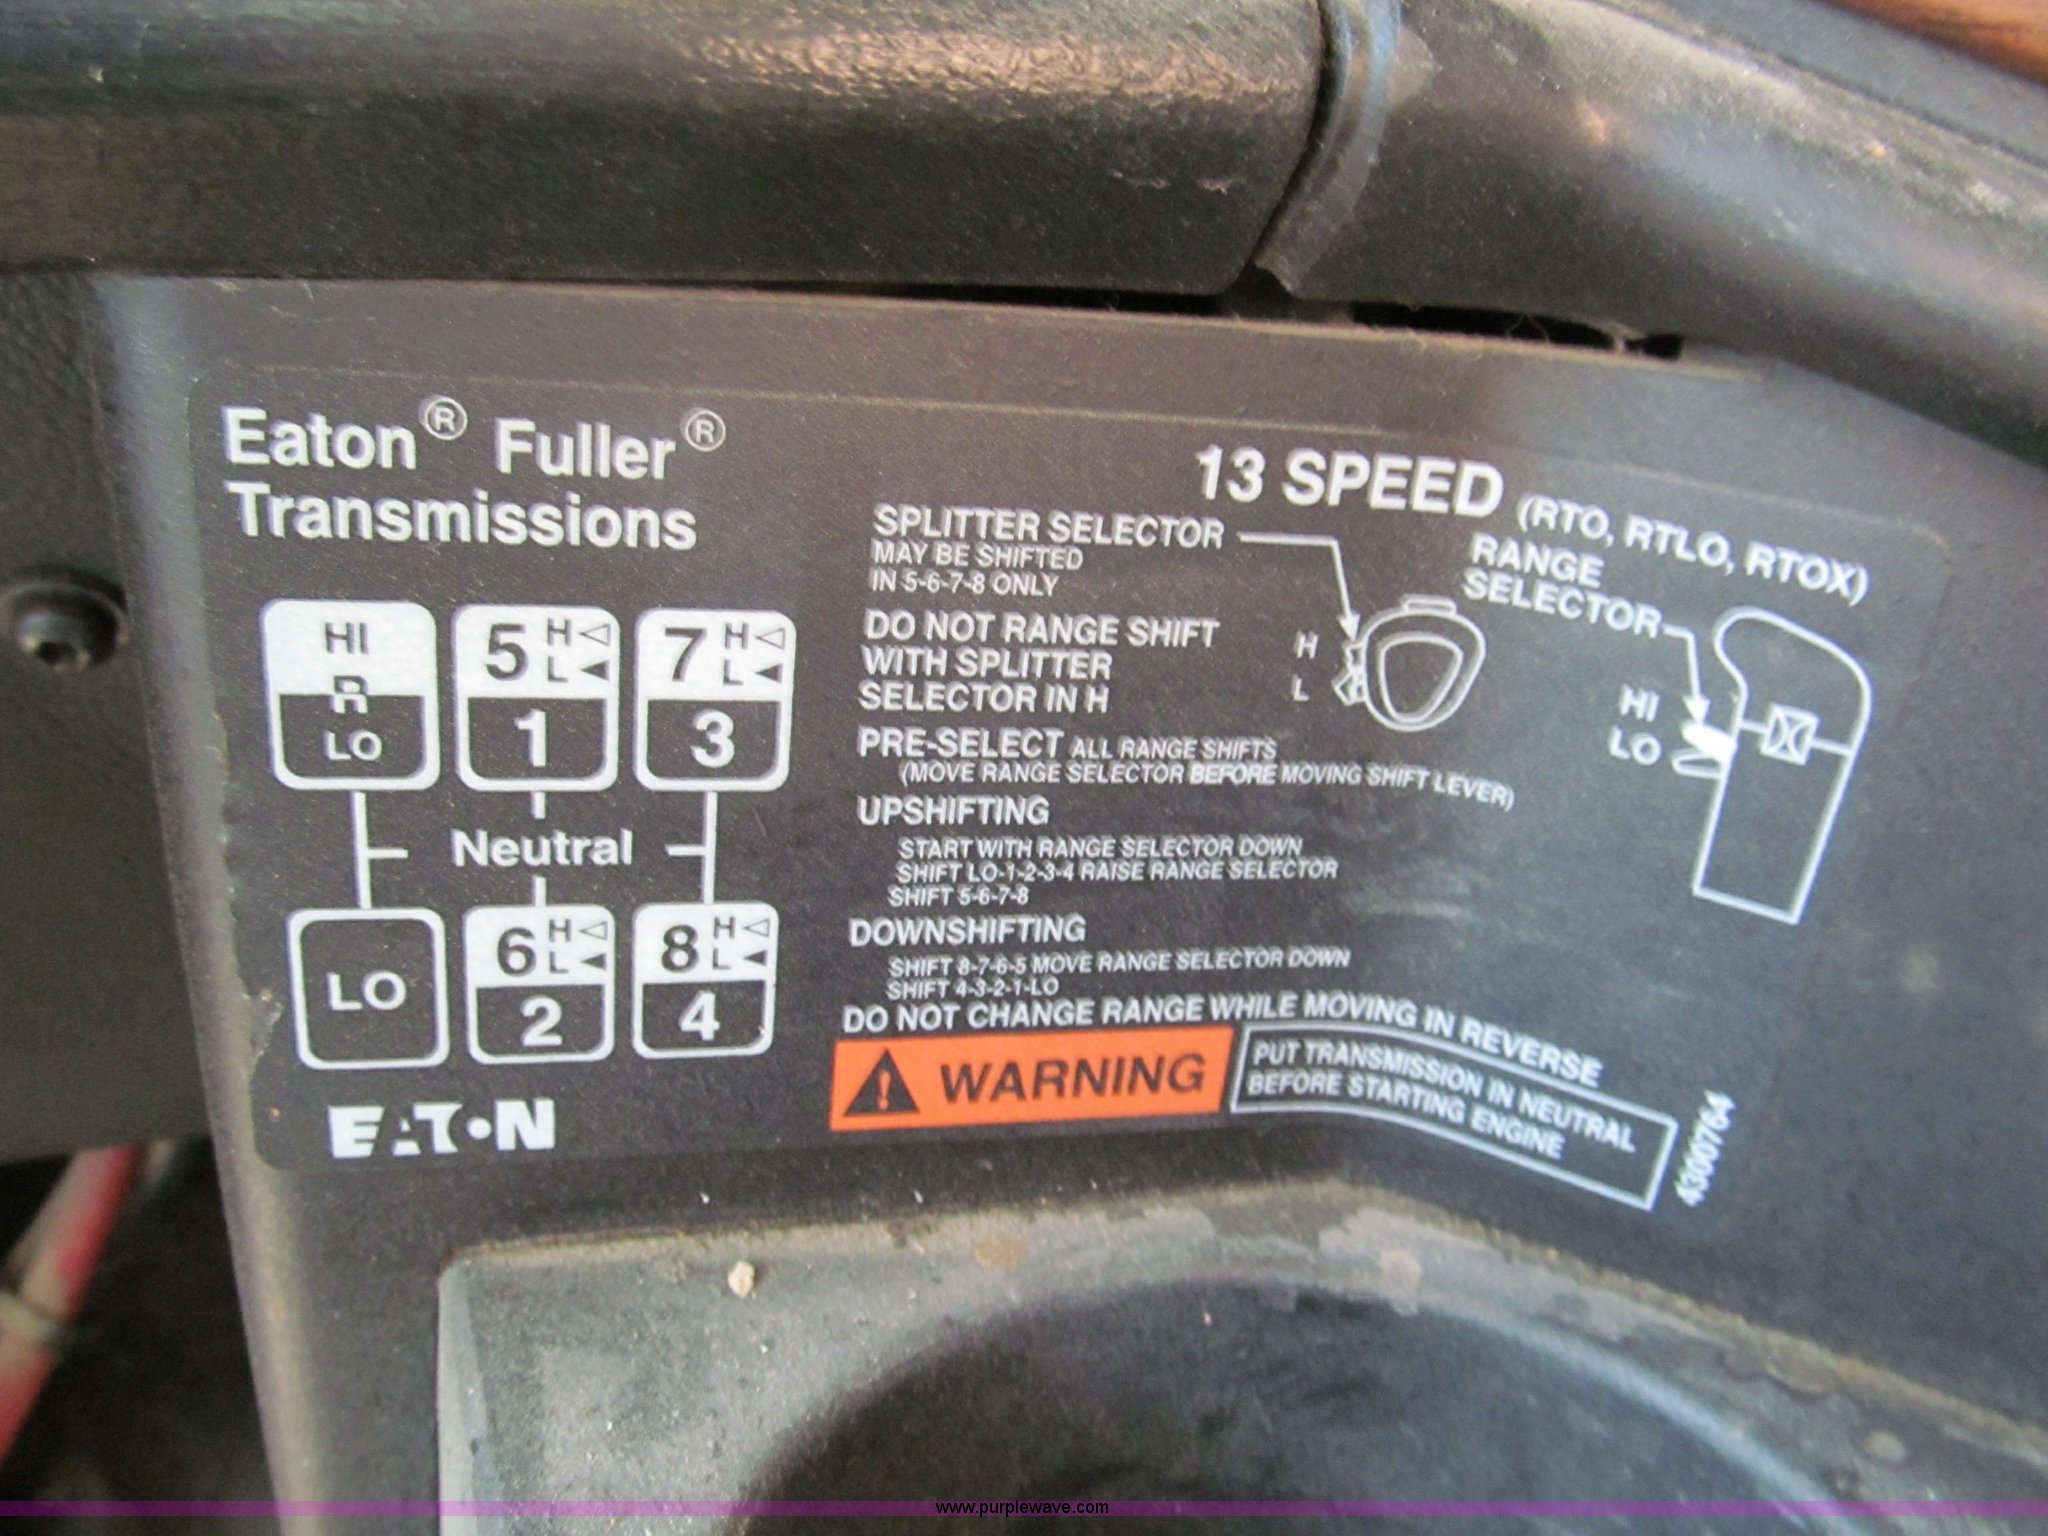 Eaton® Fuller®
Transmissions
HI
R
LO
5 H
L
1
7 H
L
3
Neutral
LO
6 H
L
2
8 H
L
4
EATON
13 SPEED (RTO, RTLO, RTOX)
SPLITTER SELECTOR
MAY BE SHIFTED
IN 5-6-7-8 ONLY
H
L
RANGE
SELECTOR
HI
LO
DO NOT RANGE SHIFT
WITH SPLITTER
SELECTOR IN H
PRE-SELECT ALL RANGE SHIFTS
(MOVE RANGE SELECTOR BEFORE MOVING SHIFT LEVER)
UPSHIFTING
START WITH RANGE SELECTOR DOWN
SHIFT LO-1-2-3-4 RAISE RANGE SELECTOR
SHIFT 5-6-7-8
DOWNSHIFTING
SHIFT 8-7-6-5 MOVE RANGE SELECTOR DOWN
SHIFT 4-3-2-1-LO
DO NOT CHANGE RANGE WHILE MOVING IN REVERSE
WARNING
PUT TRANSMISSION IN NEUTRAL
BEFORE STARTING ENGINE
4300764
www.purplewave.com